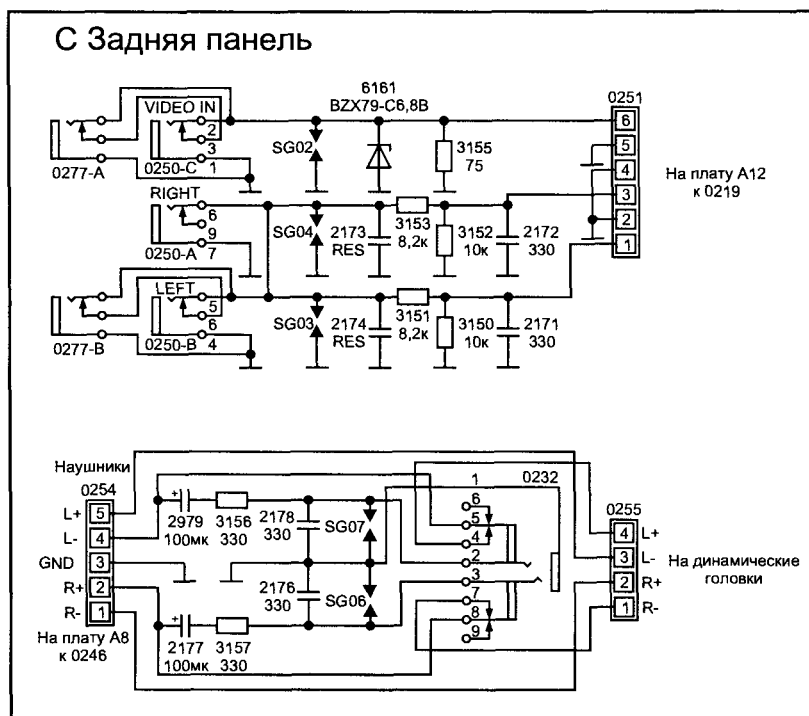 С Задняя панель
6161
BZX79-C6,8B
0251
VIDEO IN
2
3
1
0277-A
0250-C
SG02
3155
75
6
5
4
3
2
1
На плату A12
к 0219
RIGHT
6
9
7
0250-A
SG04
2173
RES
3153
8,2к
3152
10к
2172
330
LEFT
5
6
4
0277-B
0250-B
SG03
2174
RES
3151
8,2к
3150
10к
2171
330
Наушники
0254
L+ 5
L- 4
GND 3
R+ 2
R- 1
На плату A8
к 0246
2979
100мк
3156
330
2178
330
SG07
2176
330
SG06
2177
100мк
3157
330
1
0232
6
5
4
2
3
7
8
9
0255
4 L+
3 L-
2 R+
1 R-
На динамические
головки